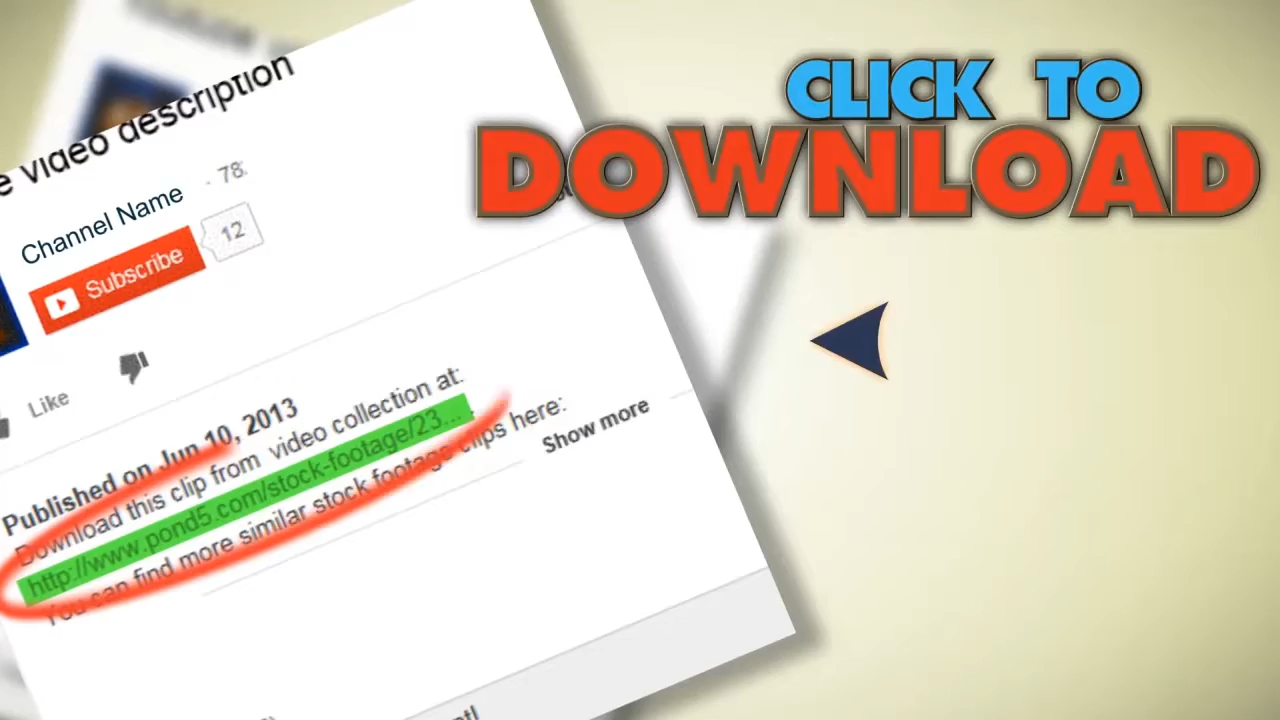 CLICK TO
DOWNLOAD
e video description
Channel Name
78
Subscribe
12
Like
Published on Jun 10, 2013
Download this clip from video collection at:
http://www.pond5.com/stock-footage/23...
You can find more similar stock footage clips here:
Show more